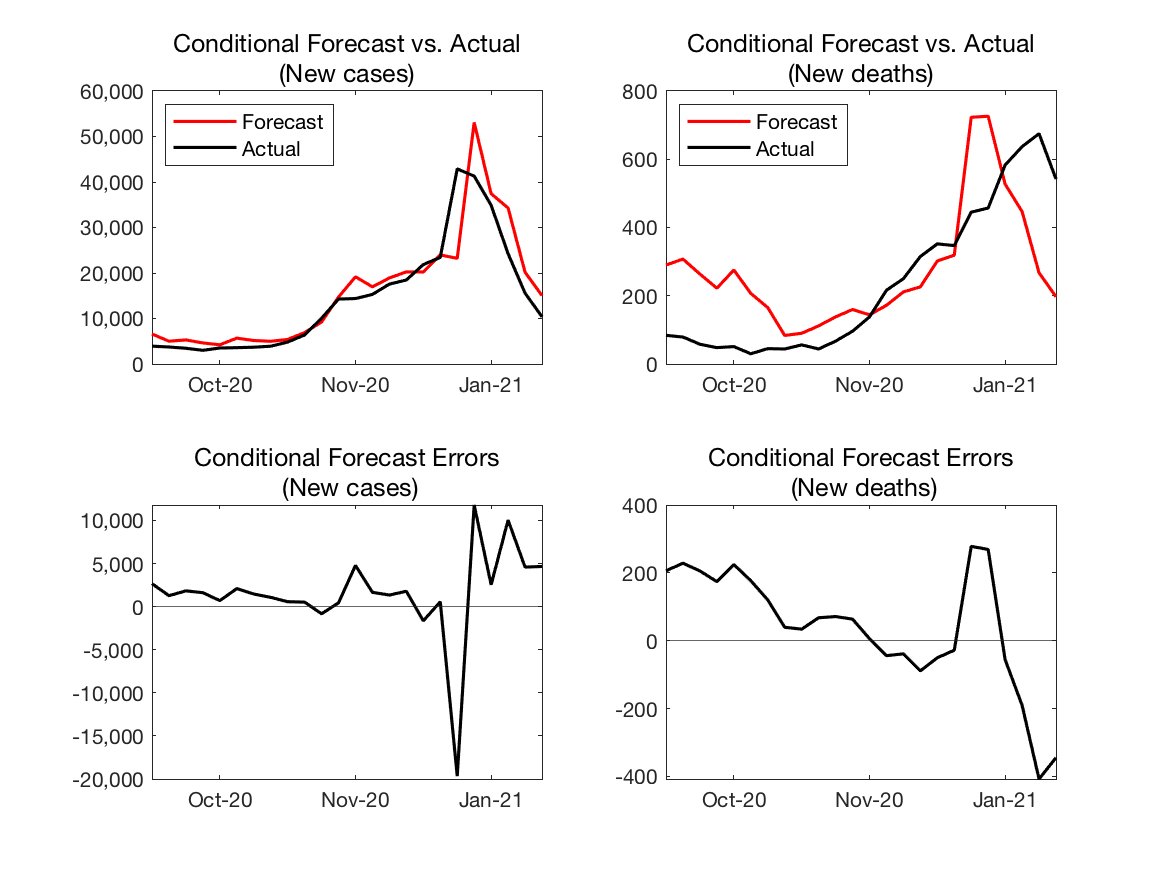 Conditional Forecast vs. Actual
(New cases)
60,000
50,000
40,000
30,000
20,000
10,000
0
Forecast
Actual
Oct-20
Nov-20
Jan-21
Conditional Forecast vs. Actual
(New deaths)
800
600
400
200
0
Forecast
Actual
Oct-20
Nov-20
Jan-21
Conditional Forecast Errors
(New cases)
10,000
5,000
0
-5,000
-10,000
-15,000
-20,000
Oct-20
Nov-20
Jan-21
Conditional Forecast Errors
(New deaths)
400
200
0
-200
-400
Oct-20
Nov-20
Jan-21